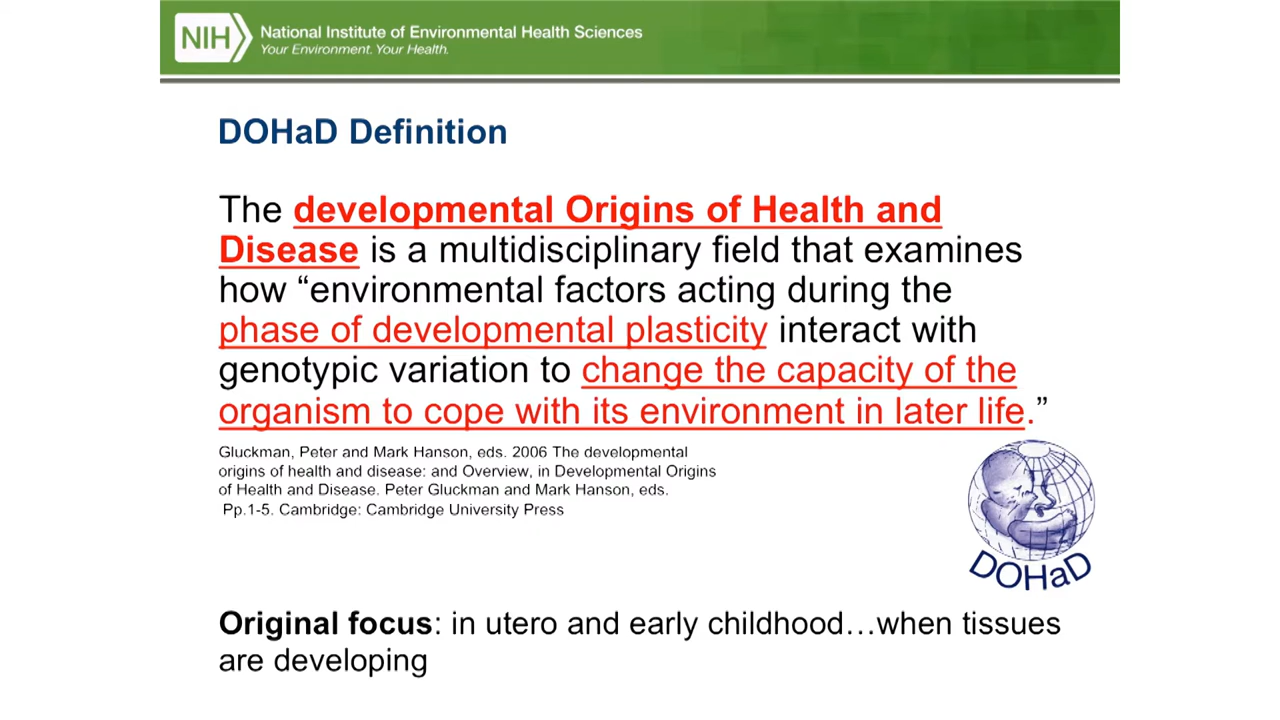 NIH
National Institute of Environmental Health Sciences
Your Environment. Your Health.
DOHaD Definition
The developmental Origins of Health and
Disease is a multidisciplinary field that examines
how “environmental factors acting during the
phase of developmental plasticity interact with
genotypic variation to change the capacity of the
organism to cope with its environment in later life.”
Gluckman, Peter and Mark Hanson, eds. 2006 The developmental
origins of health and disease: and Overview, in Developmental Origins
of Health and Disease. Peter Gluckman and Mark Hanson, eds.
Pp.1-5. Cambridge: Cambridge University Press
DOHaD
Original focus: in utero and early childhood…when tissues
are developing